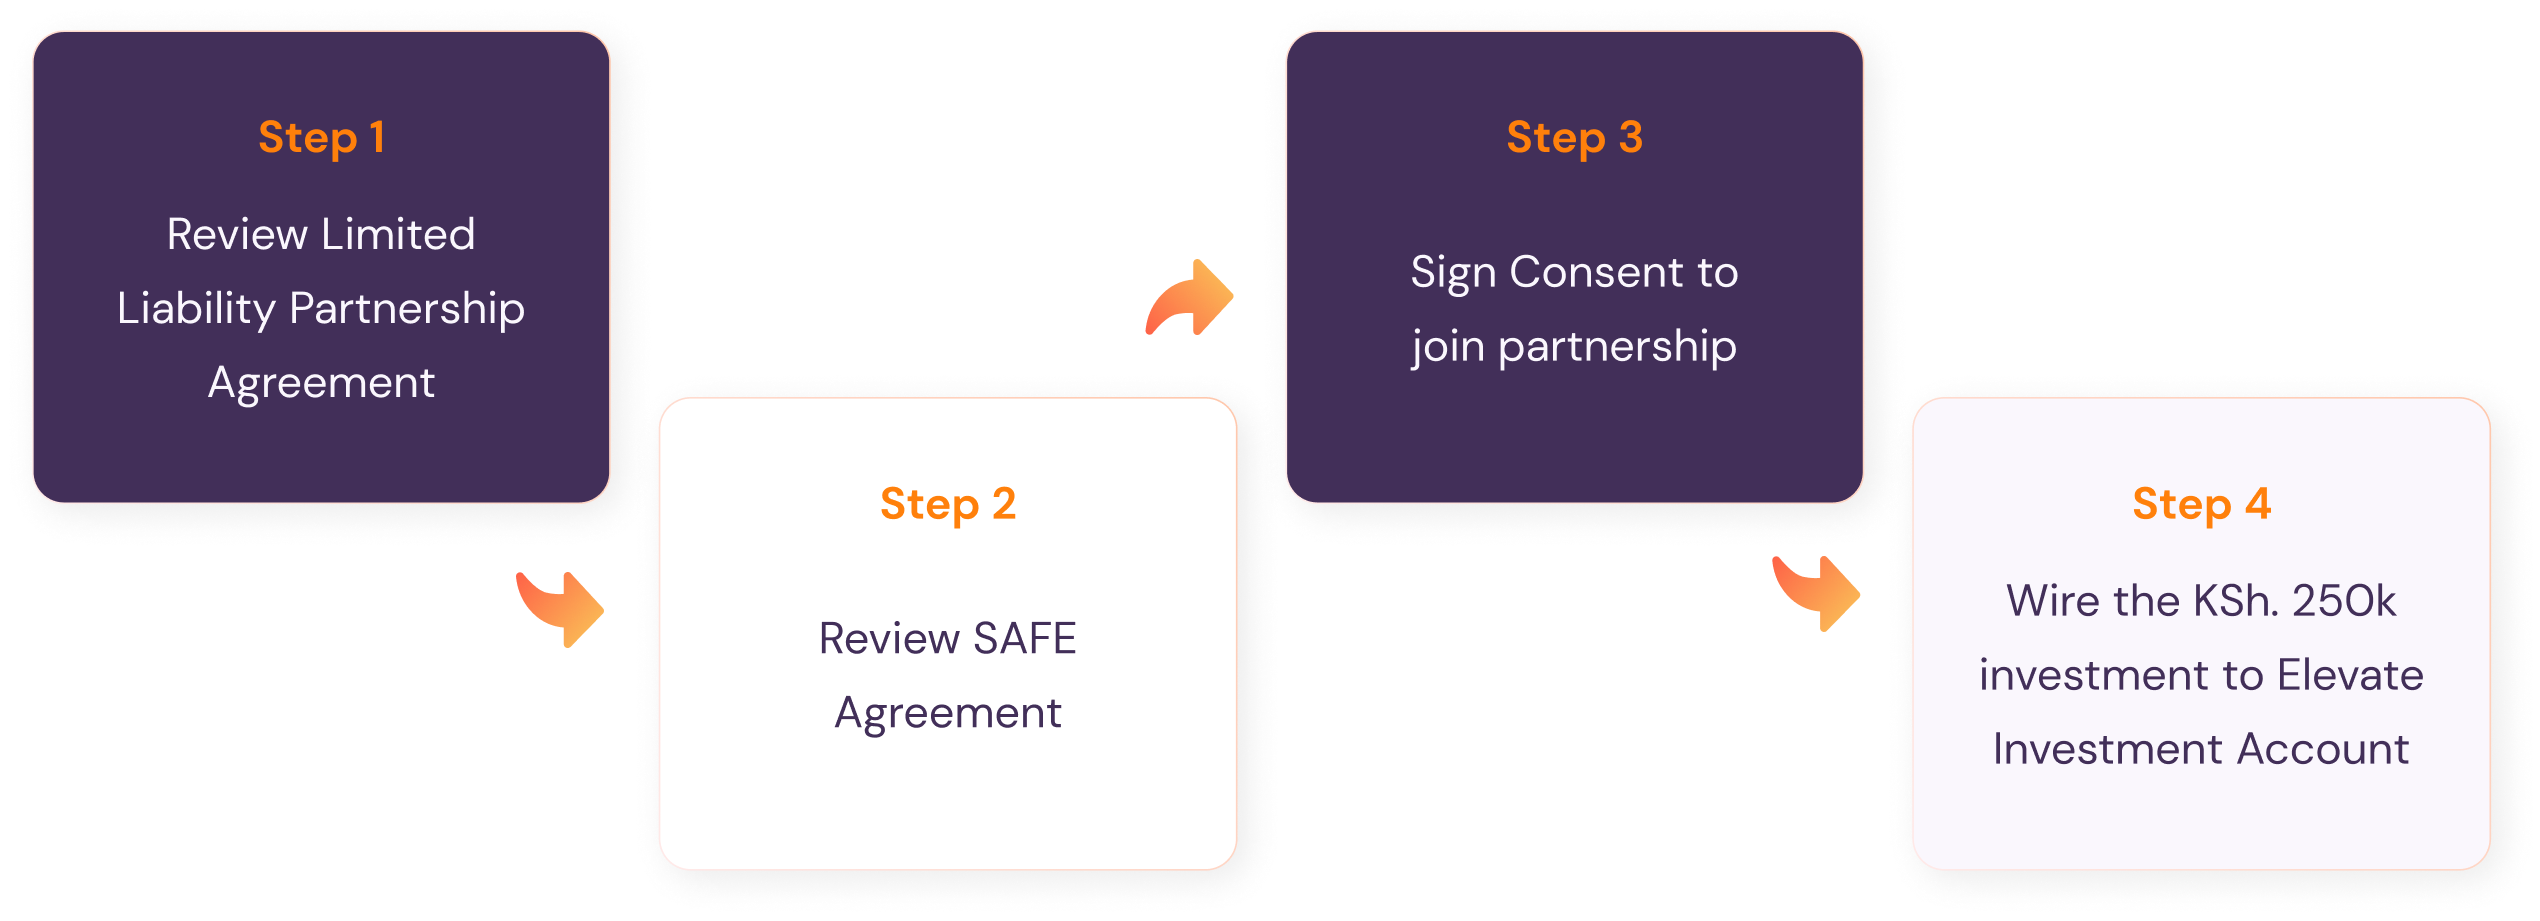 Step 1
Review Limited
Liability Partnership
Agreement
Step 2
Review SAFE
Agreement
Step 3
Sign Consent to
join partnership
Step 4
Wire the KSh. 250k
investment to Elevate
Investment Account